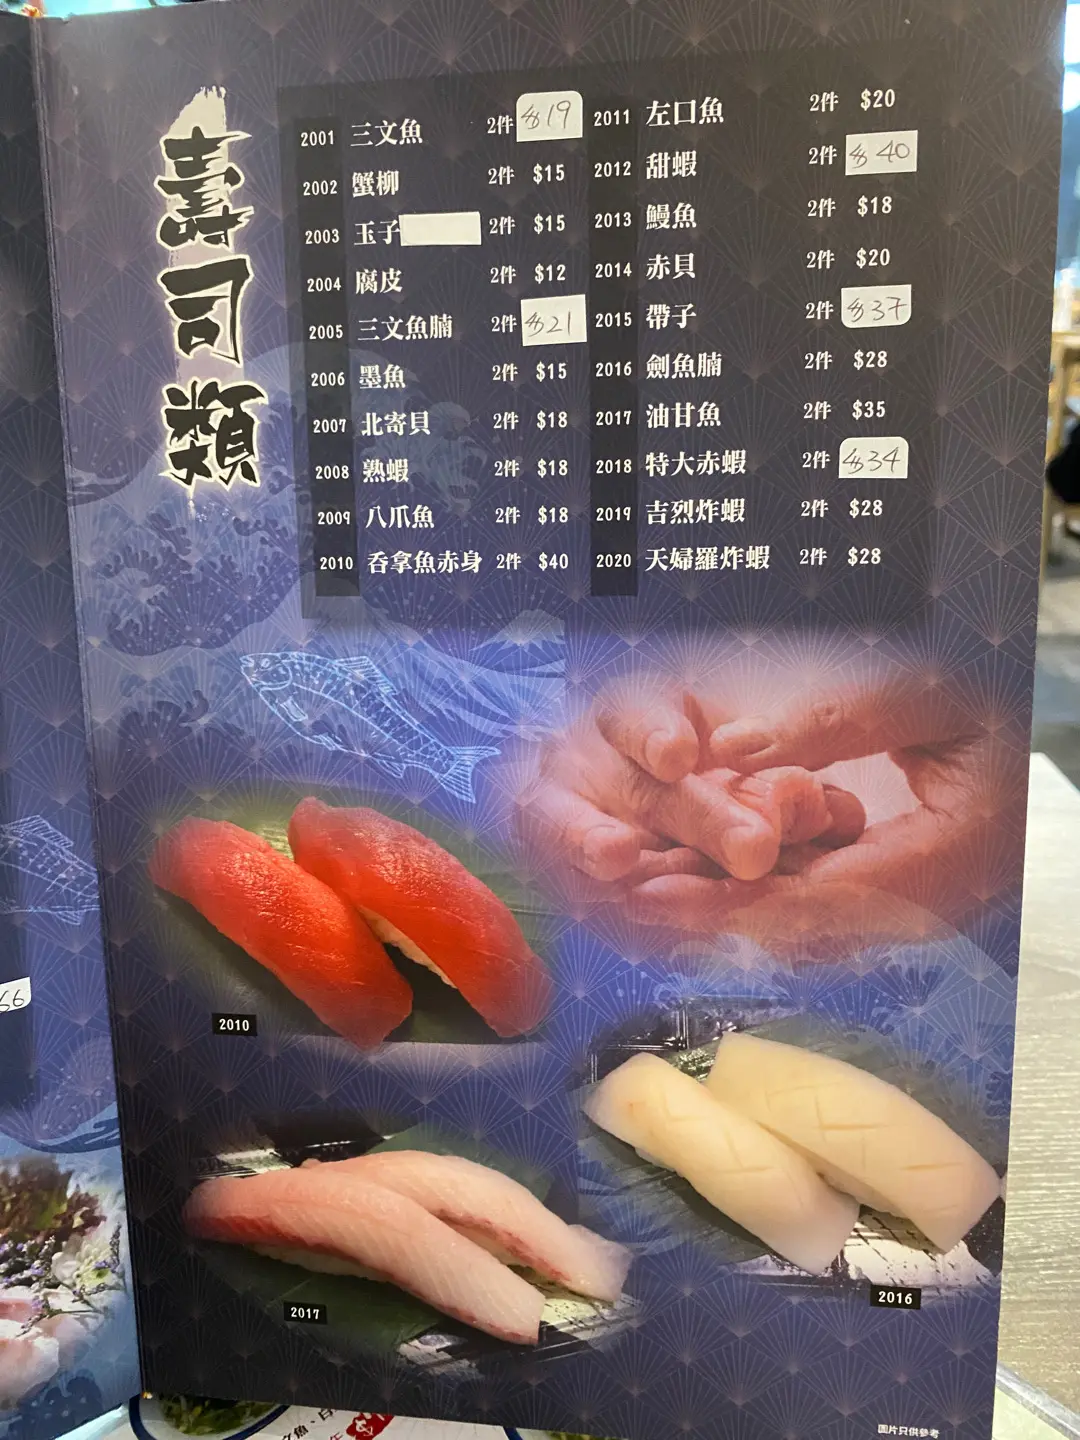 壽司類
2001 三文魚 2件 $19
2002 蟹柳 2件 $15
2003 玉子 2件 $15
2004 腐皮 2件 $12
2005 三文魚腩 2件 $21
2006 墨魚 2件 $15
2007 北寄貝 2件 $18
2008 熟蝦 2件 $18
2009 八爪魚 2件 $18
2010 吞拿魚赤身 2件 $40
2011 左口魚 2件 $20
2012 甜蝦 2件 $40
2013 鰻魚 2件 $18
2014 赤貝 2件 $20
2015 帶子 2件 $37
2016 劍魚腩 2件 $28
2017 油甘魚 2件 $35
2018 特大赤蝦 2件 $34
2019 吉烈炸蝦 2件 $28
2020 天婦羅炸蝦 2件 $28
66
2010
2017
2016
圖片只供參考